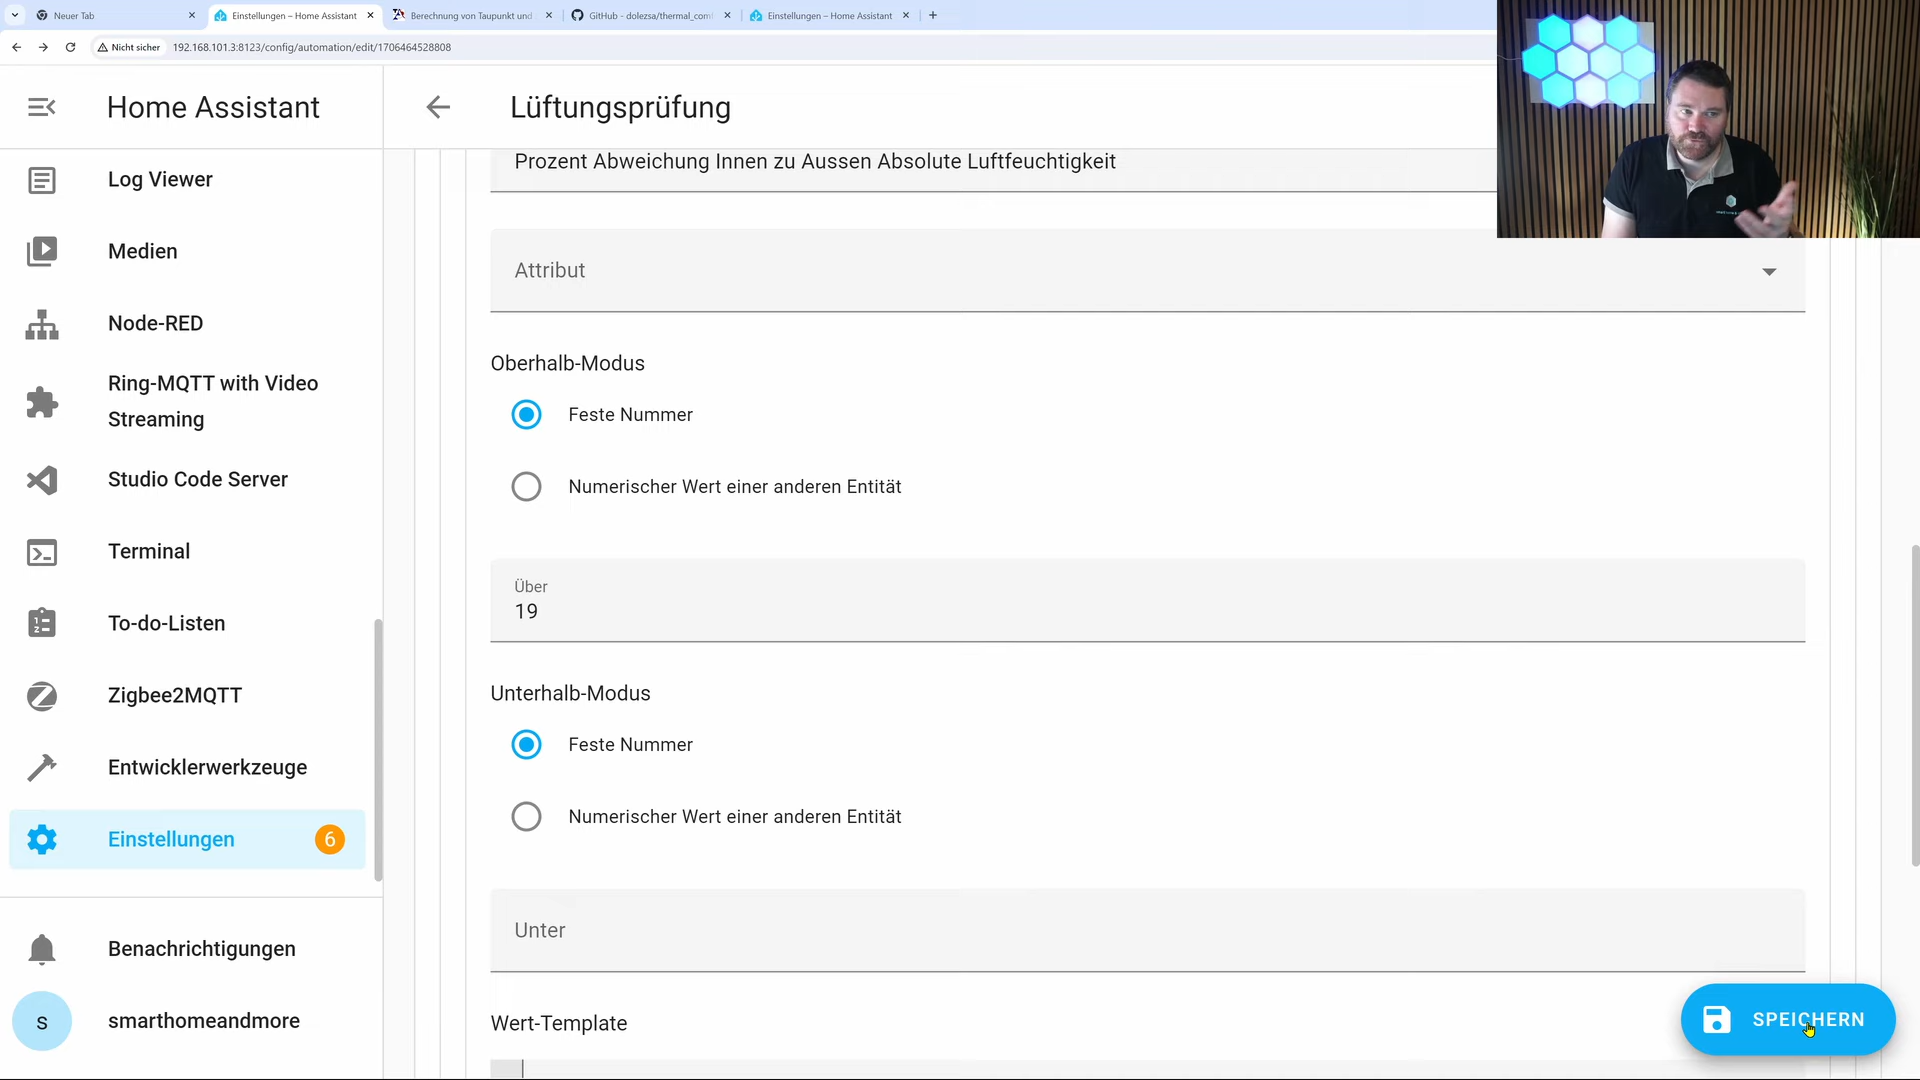 Neuer Tab
Einstellungen – Home Assistant
Berechnung von Taupunkt und
GitHub - dolezsa/thermal_com
Einstellungen – Home Assistant
Nicht sicher
192.168.101.3:8123/config/automation/edit/1706464528808
Home Assistant
Lüftungsprüfung
Log Viewer
Medien
Node-RED
Ring-MQTT with Video
Streaming
Studio Code Server
Terminal
To-do-Listen
Zigbee2MQTT
Entwicklerwerkzeuge
Einstellungen
6
Benachrichtigungen
s
smarthomeandmore
Prozent Abweichung Innen zu Aussen Absolute Luftfeuchtigkeit
Attribut
Oberhalb-Modus
Feste Nummer
Numerischer Wert einer anderen Entität
Über
19
Unterhalb-Modus
Feste Nummer
Numerischer Wert einer anderen Entität
Unter
Wert-Template
SPEICHERN